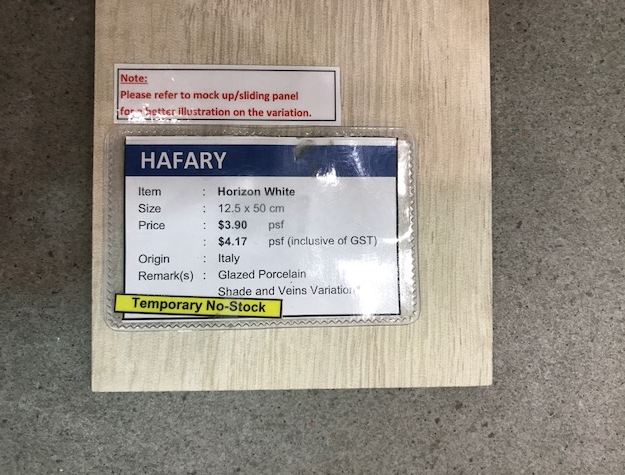 Note:
Please refer to mock up/sliding panel
for a better illustration on the variation.
HAFARY
Item : Horizon White
Size : 12.5 x 50 cm
Price : $3.90 psf
: $4.17 psf (inclusive of GST)
Origin : Italy
Remark(s) : Glazed Porcelain
Shade and Veins Variation*
Temporary No-Stock